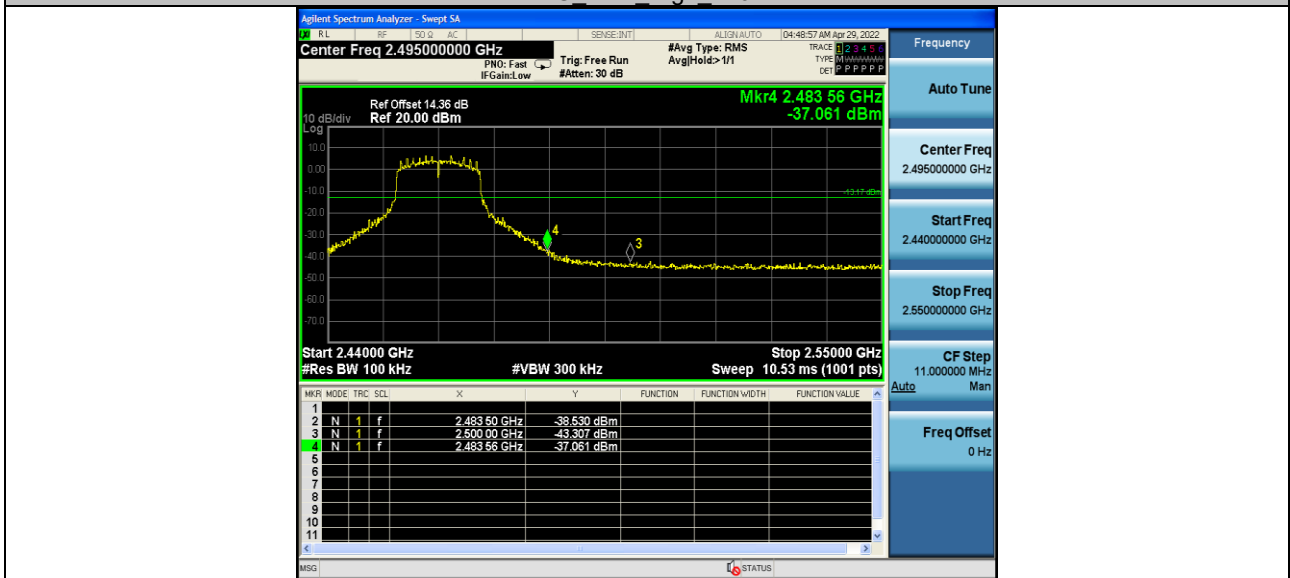 Agilent Spectrum Analyzer - Swept SA
RL RF 50 Ω AC SENSE:INT ALIGNAUTO 04:48:57 AM Apr 29, 2022
Center Freq 2.495000000 GHz #Avg Type: RMS TRACE 1 2 3 4 5 6
PNO: Fast Trig: Free Run Avg|Hold>1/1 TYPE M
IFGain:Low #Atten: 30 dB DET P P P P P P
Mkr4 2.483 56 GHz
Ref Offset 14.36 dB
10 dB/div Ref 20.00 dBm -37.061 dBm
Log
10.0
0.00
-10.0
-13.17 dBm
-20.0
-30.0
4
3
-40.0
-50.0
-60.0
-70.0
Start 2.44000 GHz Stop 2.55000 GHz
#Res BW 100 kHz #VBW 300 kHz Sweep 10.53 ms (1001 pts)
MKR MODE TRC SCL X Y FUNCTION FUNCTION WIDTH FUNCTION VALUE
1
2 N 1 f 2.483 50 GHz -38.530 dBm
3 N 1 f 2.500 00 GHz -43.307 dBm
4 N 1 f 2.483 56 GHz -37.061 dBm
5
6
7
8
9
10
11
MSG STATUS
Frequency
Auto Tune
Center Freq
2.495000000 GHz
Start Freq
2.440000000 GHz
Stop Freq
2.550000000 GHz
CF Step
11.000000 MHz
Auto Man
Freq Offset
0 Hz